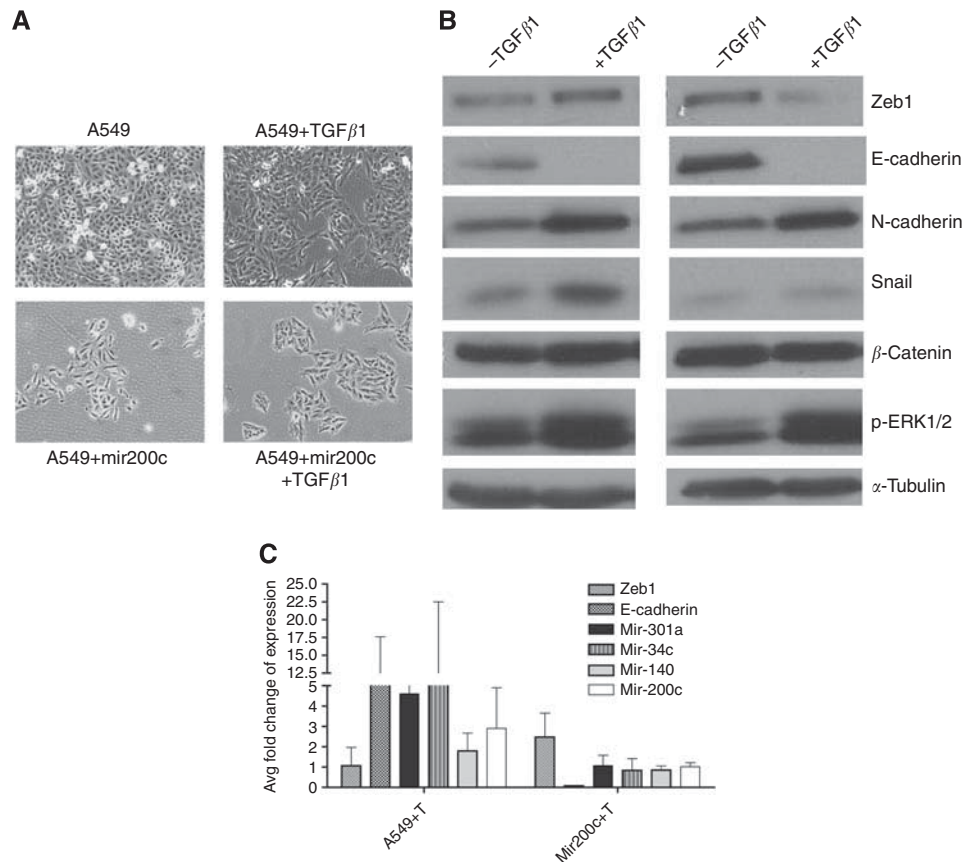 A
A549
A549+TGFβ1
A549+mir200c
A549+mir200c
+TGFβ1
B
–TGFβ1
+TGFβ1
–TGFβ1
+TGFβ1
Zeb1
E-cadherin
N-cadherin
Snail
β-Catenin
p-ERK1/2
α-Tubulin
C
Avg fold change of expression
25.0
22.5
20.0
17.5
15.0
12.5
5
4
3
2
1
0
Zeb1
E-cadherin
Mir-301a
Mir-34c
Mir-140
Mir-200c
A549+T
Mir200c+T